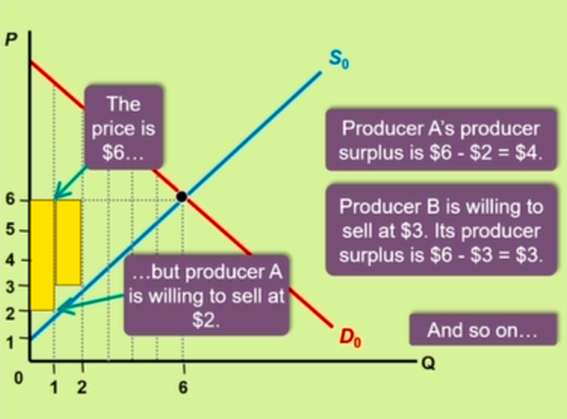 P
S₀
The
price is
$6...
Producer A's producer
surplus is $6 - $2 = $4.
Producer B is willing to
sell at $3. Its producer
surplus is $6 - $3 = $3.
6
5
4
3
2
1
...but producer A
is willing to sell at
$2.
And so on...
D₀
Q
0
1 2 6